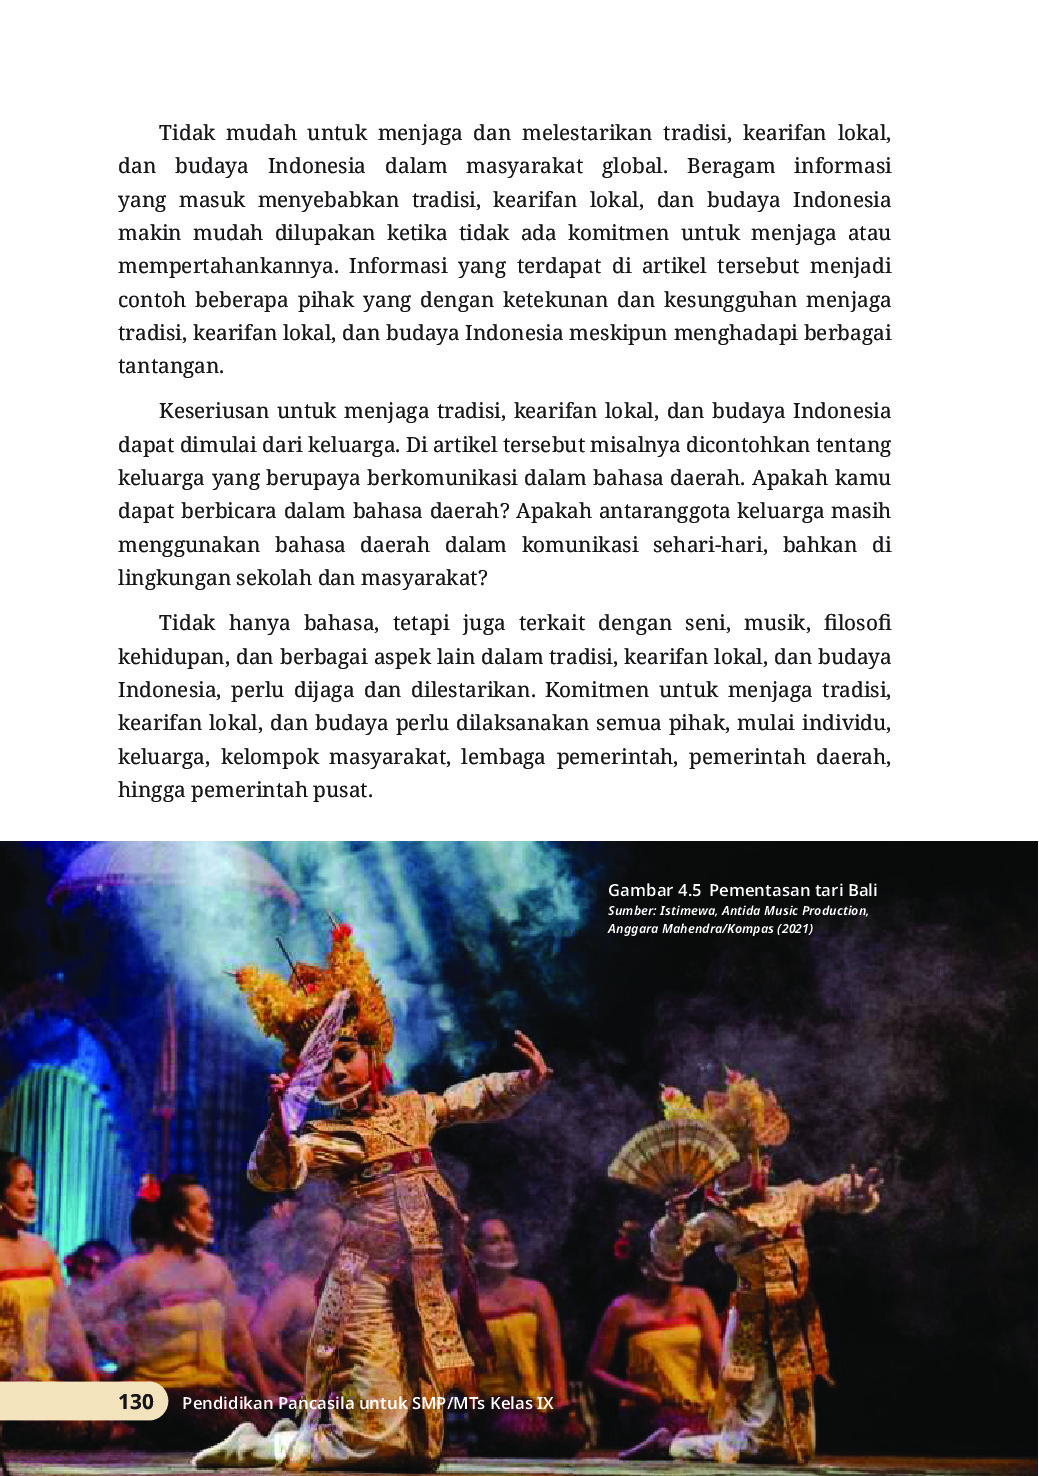 Tidak mudah untuk menjaga dan melestarikan tradisi, kearifan lokal,
dan budaya Indonesia dalam masyarakat global. Beragam informasi
yang masuk menyebabkan tradisi, kearifan lokal, dan budaya Indonesia
makin mudah dilupakan ketika tidak ada komitmen untuk menjaga atau
mempertahankannya. Informasi yang terdapat di artikel tersebut menjadi
contoh beberapa pihak yang dengan ketekunan dan kesungguhan menjaga
tradisi, kearifan lokal, dan budaya Indonesia meskipun menghadapi berbagai
tantangan.
Keseriusan untuk menjaga tradisi, kearifan lokal, dan budaya Indonesia
dapat dimulai dari keluarga. Di artikel tersebut misalnya dicontohkan tentang
keluarga yang berupaya berkomunikasi dalam bahasa daerah. Apakah kamu
dapat berbicara dalam bahasa daerah? Apakah antaranggota keluarga masih
menggunakan bahasa daerah dalam komunikasi sehari-hari, bahkan di
lingkungan sekolah dan masyarakat?
Tidak hanya bahasa, tetapi juga terkait dengan seni, musik, filosofi
kehidupan, dan berbagai aspek lain dalam tradisi, kearifan lokal, dan budaya
Indonesia, perlu dijaga dan dilestarikan. Komitmen untuk menjaga tradisi,
kearifan lokal, dan budaya perlu dilaksanakan semua pihak, mulai individu,
keluarga, kelompok masyarakat, lembaga pemerintah, pemerintah daerah,
hingga pemerintah pusat.
Gambar 4.5 Pementasan tari Bali
Sumber: Istimewa, Antida Music Production,
Anggara Mahendra/Kompas (2021)
130 Pendidikan Pancasila untuk SMP/MTs Kelas IX